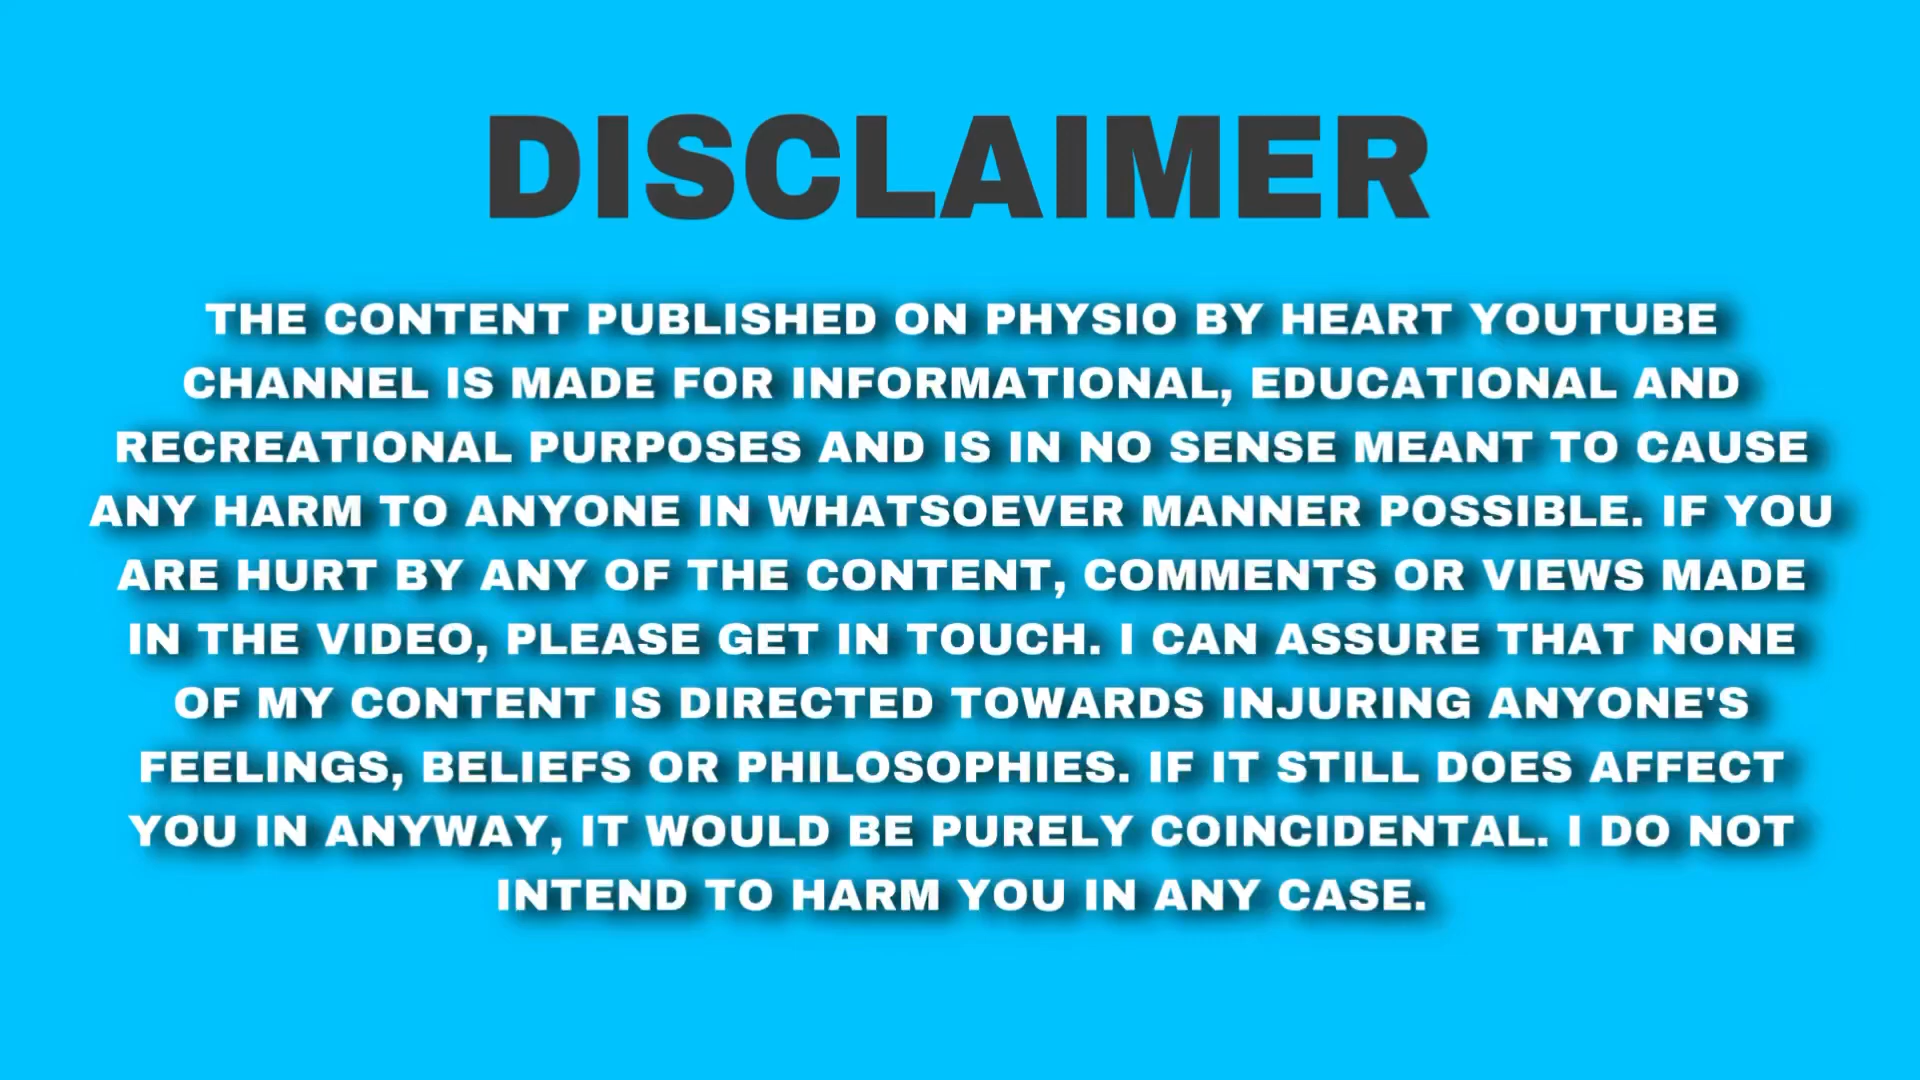 DISCLAIMER
THE CONTENT PUBLISHED ON PHYSIO BY HEART YOUTUBE
CHANNEL IS MADE FOR INFORMATIONAL, EDUCATIONAL AND
RECREATIONAL PURPOSES AND IS IN NO SENSE MEANT TO CAUSE
ANY HARM TO ANYONE IN WHATSOEVER MANNER POSSIBLE. IF YOU
ARE HURT BY ANY OF THE CONTENT, COMMENTS OR VIEWS MADE
IN THE VIDEO, PLEASE GET IN TOUCH. I CAN ASSURE THAT NONE
OF MY CONTENT IS DIRECTED TOWARDS INJURING ANYONE'S
FEELINGS, BELIEFS OR PHILOSOPHIES. IF IT STILL DOES AFFECT
YOU IN ANYWAY, IT WOULD BE PURELY COINCIDENTAL. I DO NOT
INTEND TO HARM YOU IN ANY CASE.